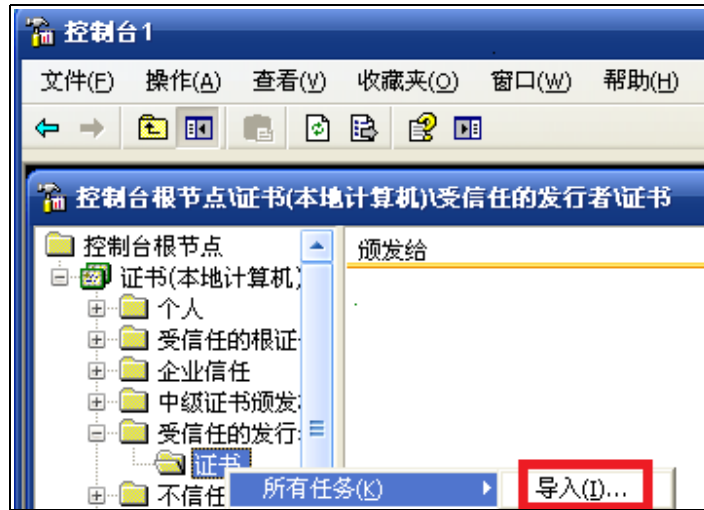 控制台1
文件(F) 操作(A) 查看(V) 收藏夹(O) 窗口(W) 帮助(H)
控制台根节点\证书(本地计算机)\受信任的发行者\证书
控制台根节点
颁发给
证书(本地计算机)
个人
受信任的根证
企业信任
中级证书颁发
受信任的发行
证书
不信任
所有任务(K)
导入(I)...